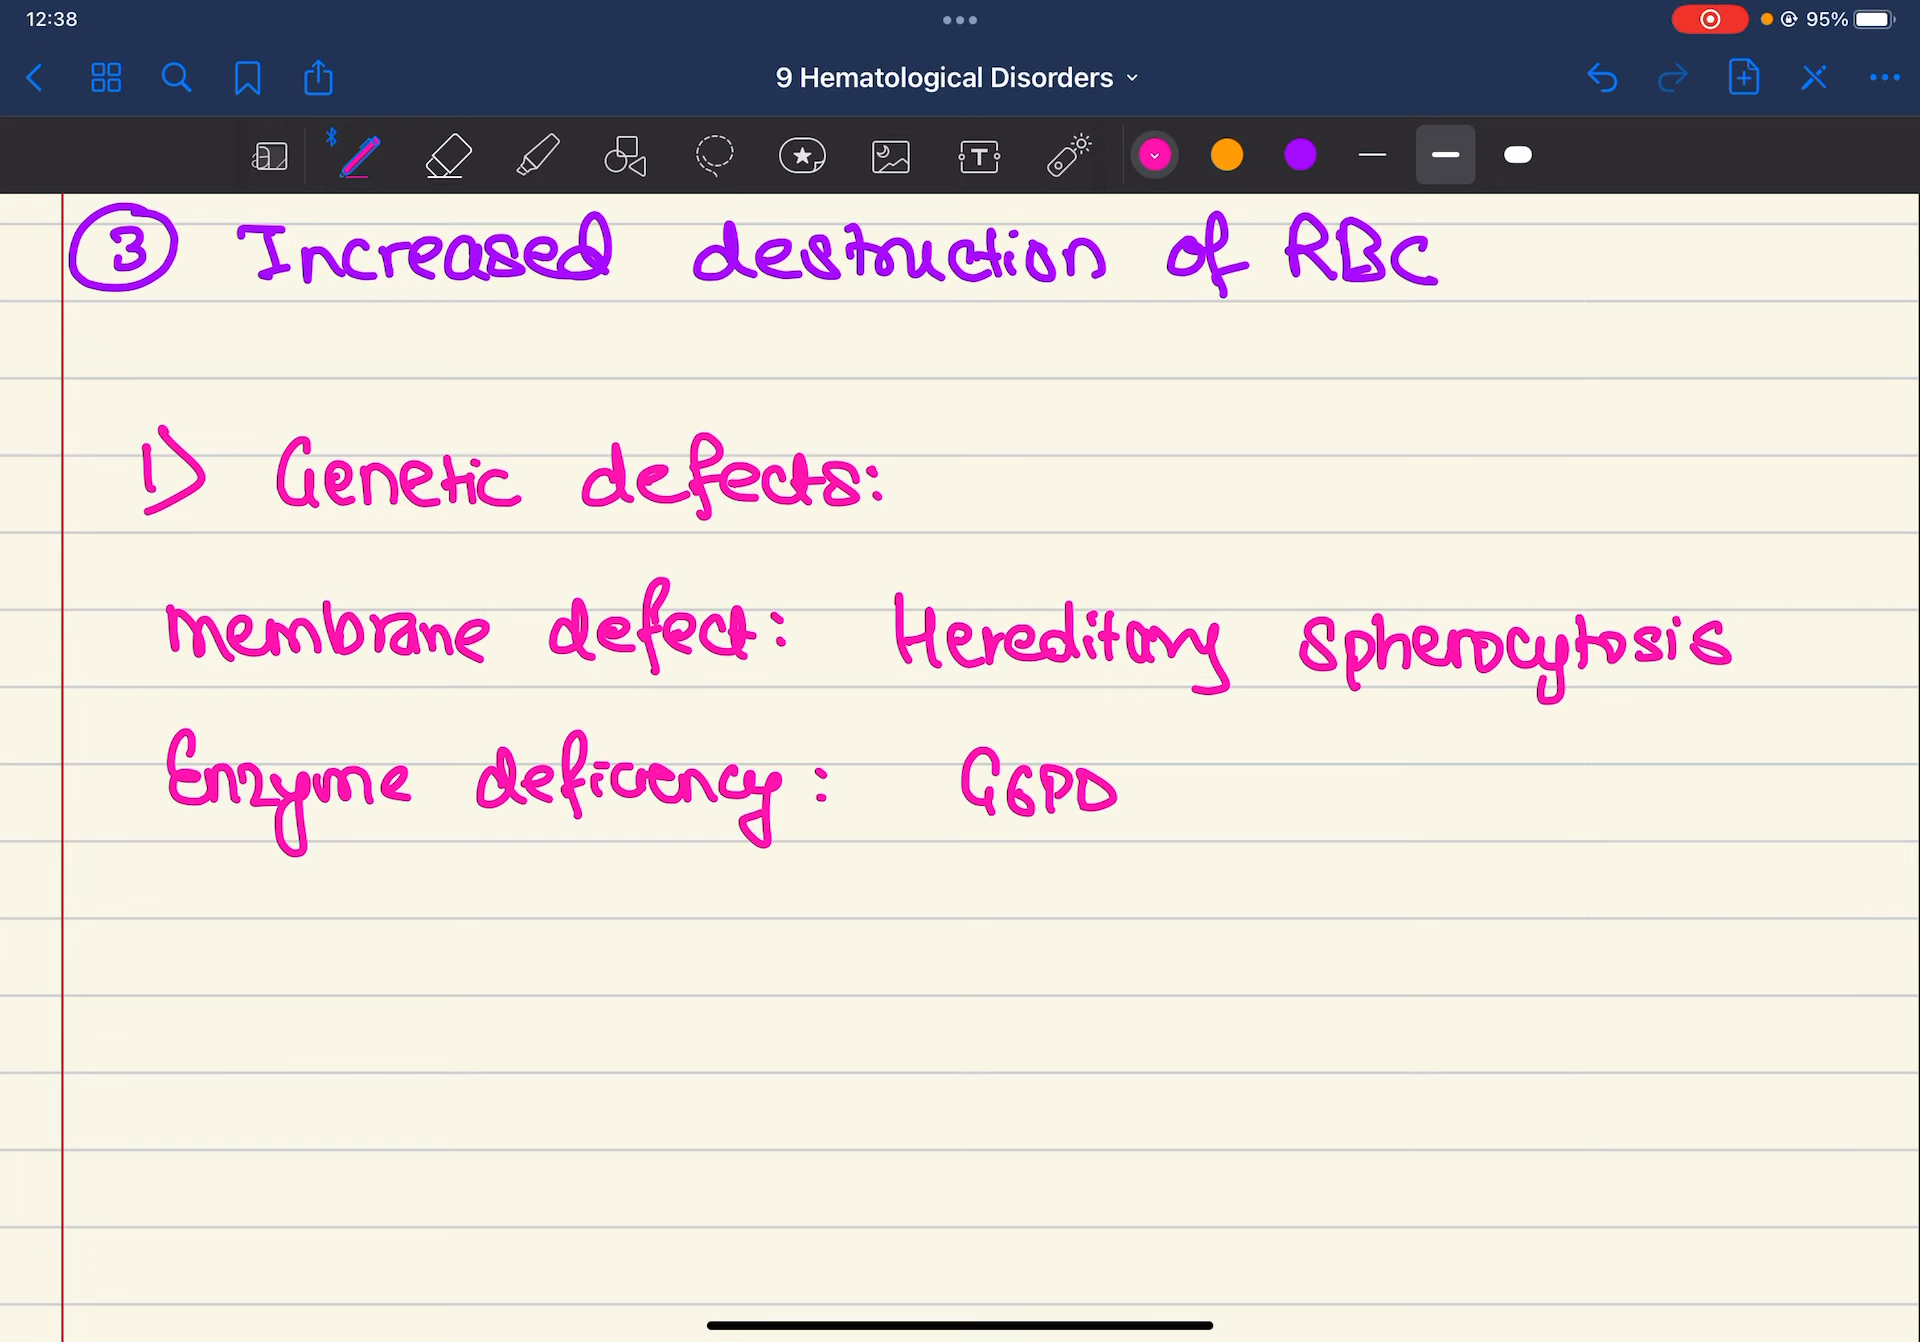 12:38
95%
9 Hematological Disorders
T
3 Increased destruction of RBC
1) Genetic defects:
Membrane defect: Hereditary Spherocytosis
Enzyme deficiency: G6PD